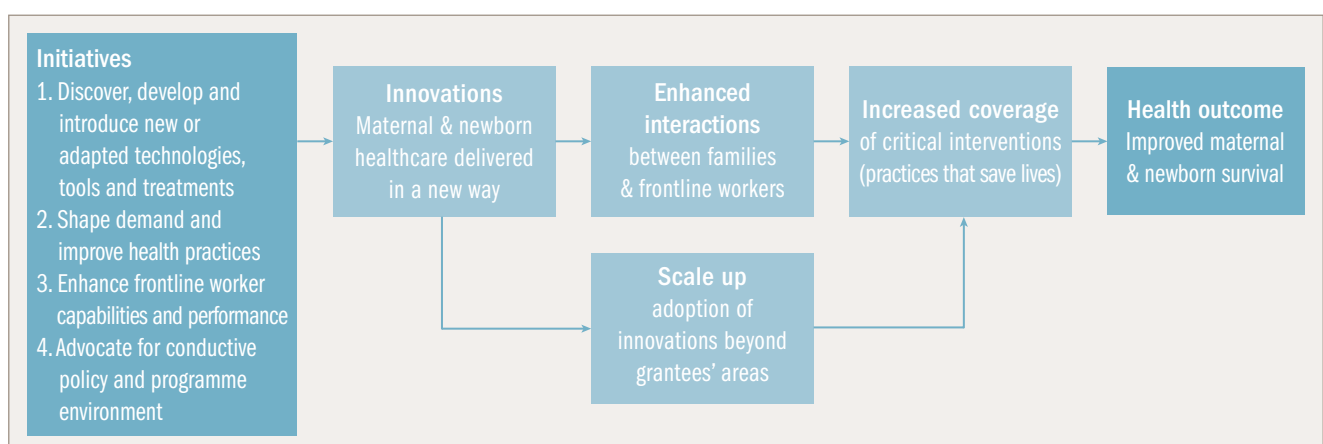 Initiatives
1. Discover, develop and
introduce new or
adapted technologies,
tools and treatments
2. Shape demand and
improve health practices
3. Enhance frontline worker
capabilities and performance
4. Advocate for conductive
policy and programme
environment
Innovations
Maternal & newborn
healthcare delivered
in a new way
Enhanced
interactions
between families
& frontline workers
Scale up
adoption of
innovations beyond
grantees' areas
Increased coverage
of critical interventions
(practices that save lives)
Health outcome
Improved maternal
& newborn survival